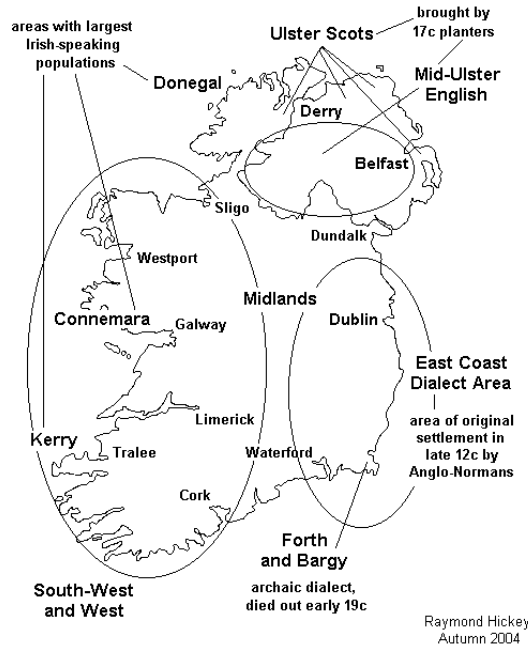 areas with largest
Irish-speaking
populations
Ulster Scots
brought by
17c planters
Donegal
Mid-Ulster
English
Derry
Belfast
Sligo
Dundalk
Westport
Midlands
Connemara
Galway
Dublin
East Coast
Dialect Area
Limerick
area of original
settlement in
late 12c by
Anglo-Normans
Kerry
Tralee
Waterford
Cork
Forth
and Bargy
South-West
and West
archaic dialect,
died out early 19c
Raymond Hickey
Autumn 2004